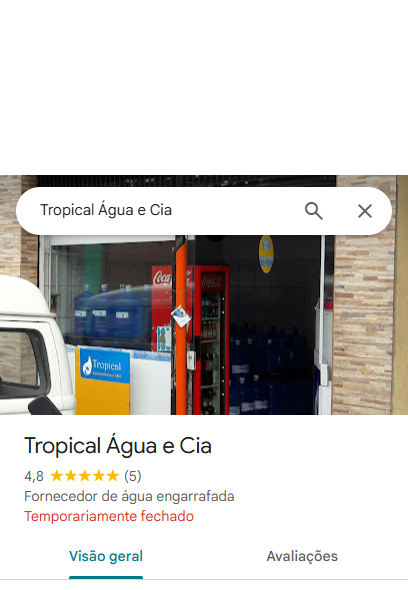 Tropical Água e Cia
Coca
Coca-Cola
Tropical
Tropical Água e Cia
4,8 (5)
Fornecedor de água engarrafada
Temporariamente fechado
Visão geral
Avaliações